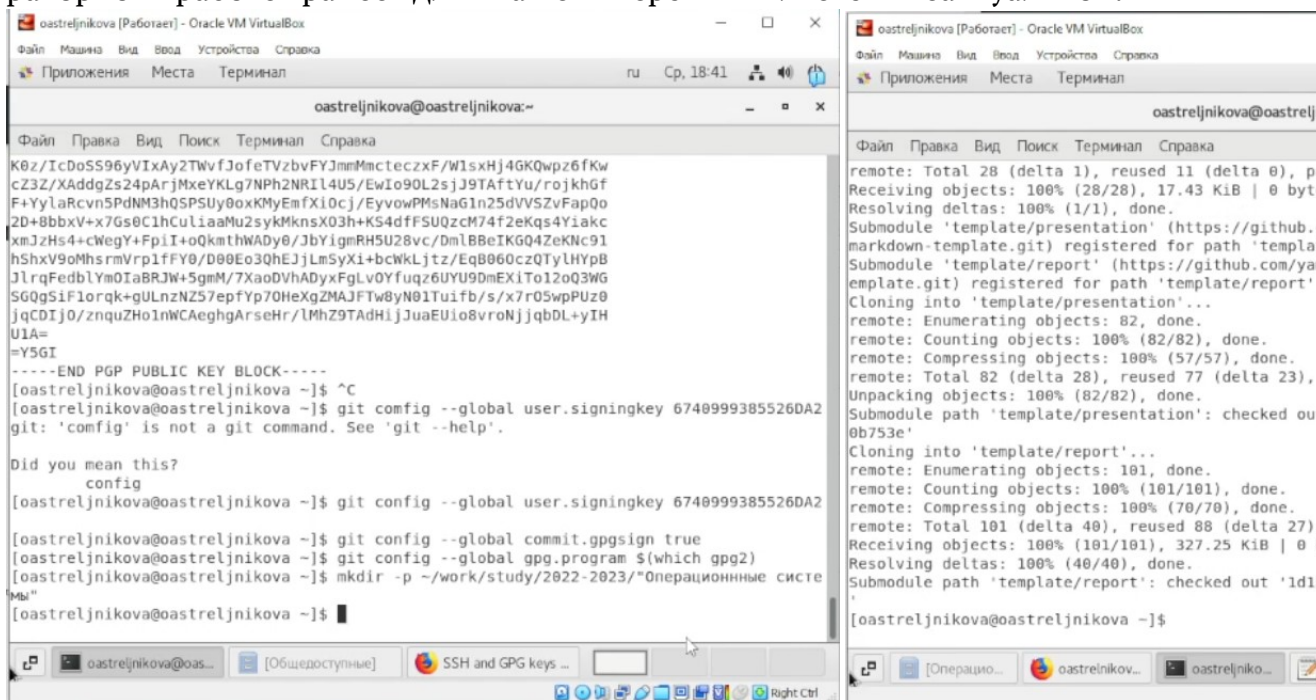 oastreljnikova [Работает] - Oracle VM VirtualBox
Файл Машина Вид Ввод Устройства Справка
Приложения Места Терминал ru Ср, 18:41
oastreljnikova@oastreljnikova:~
Файл Правка Вид Поиск Терминал Справка
K0z/IcDoSS96yVIxAy2TWvfJofeTVzbvFYJmmMmcteczxF/W1sxHj4GKQwpz6fKw
cZ3Z/XAddgZs24pArjMxeYKLg7NPh2NRIl4U5/EwIo9OL2sjJ9TAftYu/rojkhGf
F+YylaRcvn5PdNM3hQSPSUy0oxKMyEmfXiOcj/EyvowPMsNaG1n25dVVSZvFapQo
2D+8bbxV+x7Gs0C1hCuliaaMu2sykMknsXO3h+KS4dfFSUQzcM74f2eKqs4Yiakc
xmJzHs4+cWegY+FpiI+oQkmthWADy0/JbYigmRH5U28vc/DmlBBeIKGQ4ZeKNc91
hShxV9oMhsrmVrp1fFY0/D00Eo3QhEJjLmSyXi+bcWkLjtz/EqB06OczQTylHYpB
JlrqFedblYmOIaBRJW+5gmM/7XaoDVhADyxFgLvOYfuqz6UYU9DmEXiTo12oQ3WG
SGQgSiF1orqk+gULnzNZ57epfYp7OHeXgZMAJFTw8yN01Tuifb/s/x7rO5wpPUz0
jqCDIjO/znquZHo1nWCAeghgArseHr/lMhZ9TAdHijJuaEUio8vroNjjqbDL+yIH
U1A=
=Y5GI
-----END PGP PUBLIC KEY BLOCK-----
[oastreljnikova@oastreljnikova ~]$ ^C
[oastreljnikova@oastreljnikova ~]$ git comfig --global user.signingkey 6740999385526DA2
git: 'comfig' is not a git command. See 'git --help'.
Did you mean this?
config
[oastreljnikova@oastreljnikova ~]$ git config --global user.signingkey 6740999385526DA2
[oastreljnikova@oastreljnikova ~]$ git config --global commit.gpgsign true
[oastreljnikova@oastreljnikova ~]$ git config --global gpg.program $(which gpg2)
[oastreljnikova@oastreljnikova ~]$ mkdir -p ~/work/study/2022-2023/"Операционнные систе
мы"
[oastreljnikova@oastreljnikova ~]$
oastreljnikova@oas... [Общедоступные] SSH and GPG keys ...
Right Ctrl
oastreljnikova [Работает] - Oracle VM VirtualBox
Файл Машина Вид Ввод Устройства Справка
Приложения Места Терминал
oastreljnikova@oastrelj
Файл Правка Вид Поиск Терминал Справка
remote: Total 28 (delta 1), reused 11 (delta 0), p
Receiving objects: 100% (28/28), 17.43 KiB | 0 byt
Resolving deltas: 100% (1/1), done.
Submodule 'template/presentation' (https://github.
markdown-template.git) registered for path 'templa
Submodule 'template/report' (https://github.com/ya
emplate.git) registered for path 'template/report'
Cloning into 'template/presentation'...
remote: Enumerating objects: 82, done.
remote: Counting objects: 100% (82/82), done.
remote: Compressing objects: 100% (57/57), done.
remote: Total 82 (delta 28), reused 77 (delta 23),
Unpacking objects: 100% (82/82), done.
Submodule path 'template/presentation': checked ou
0b753e'
Cloning into 'template/report'...
remote: Enumerating objects: 101, done.
remote: Counting objects: 100% (101/101), done.
remote: Compressing objects: 100% (70/70), done.
remote: Total 101 (delta 40), reused 88 (delta 27)
Receiving objects: 100% (101/101), 327.25 KiB | 0
Resolving deltas: 100% (40/40), done.
Submodule path 'template/report': checked out '1d1
'
[oastreljnikova@oastreljnikova ~]$
[Операцио... oastrelnikov... oastreljniko...